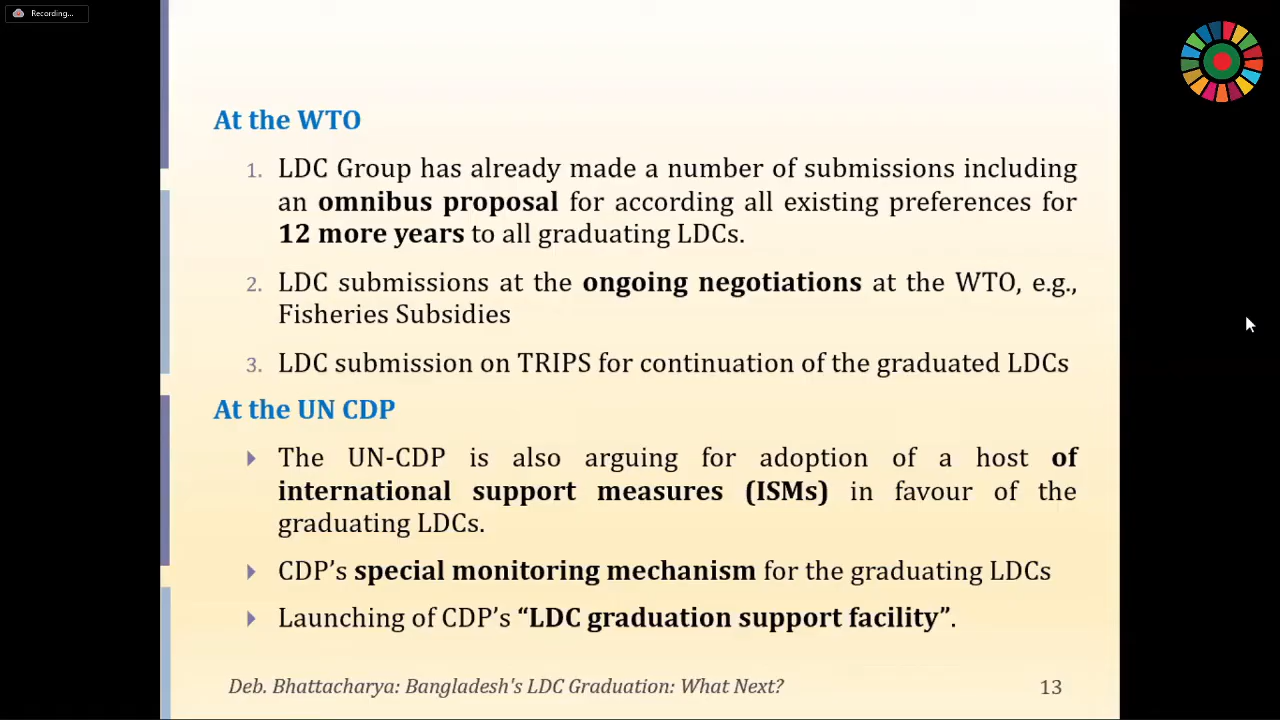 Recording...
At the WTO
1. LDC Group has already made a number of submissions including
an omnibus proposal for according all existing preferences for
12 more years to all graduating LDCs.
2. LDC submissions at the ongoing negotiations at the WTO, e.g.,
Fisheries Subsidies
3. LDC submission on TRIPS for continuation of the graduated LDCs
At the UN CDP
The UN-CDP is also arguing for adoption of a host of
international support measures (ISMs) in favour of the
graduating LDCs.
CDP’s special monitoring mechanism for the graduating LDCs
Launching of CDP’s “LDC graduation support facility”.
Deb. Bhattacharya: Bangladesh's LDC Graduation: What Next? 13